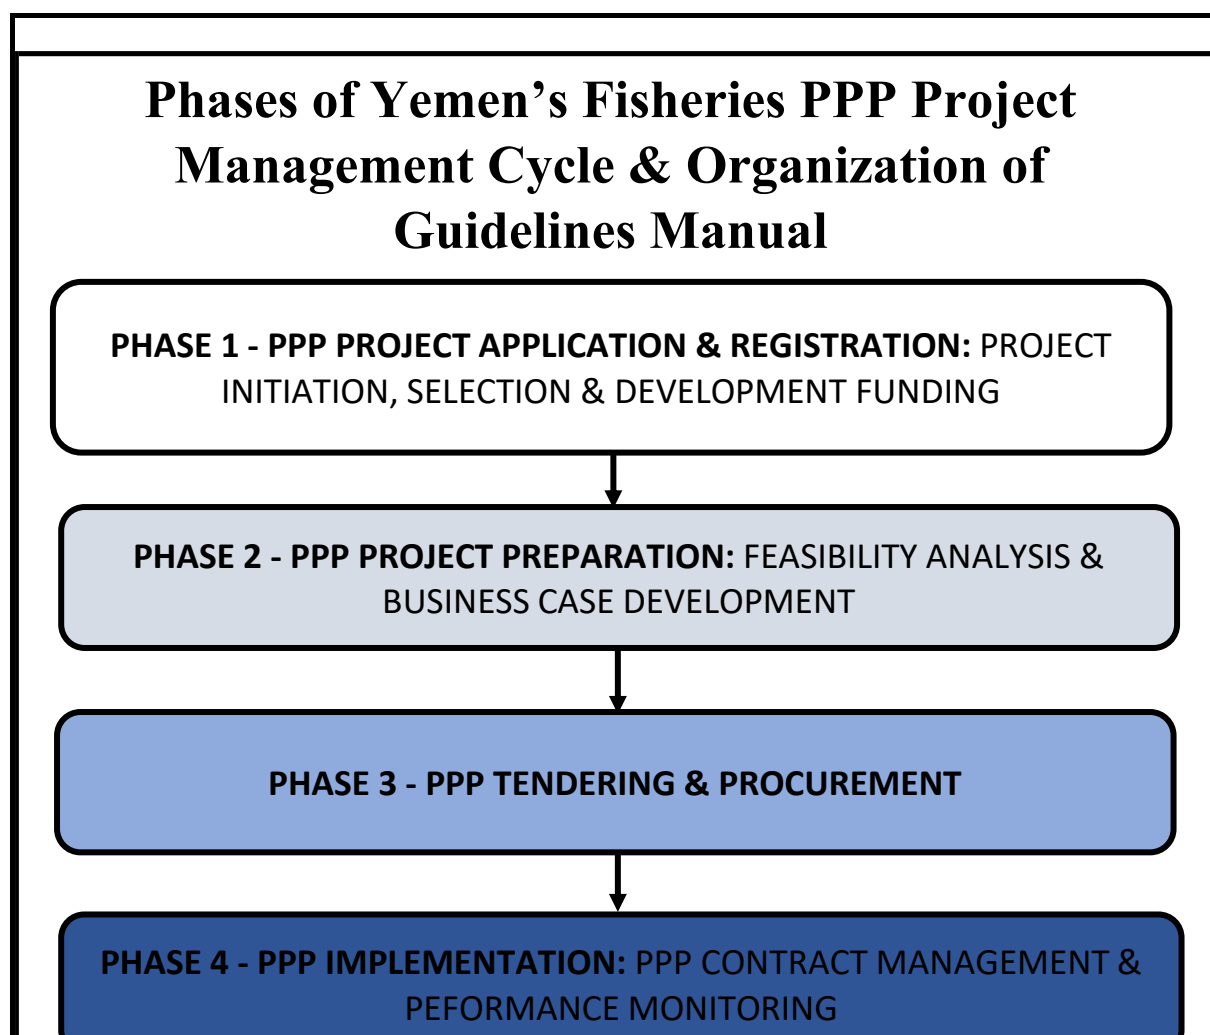 Phases of Yemen’s Fisheries PPP Project
Management Cycle & Organization of
Guidelines Manual
PHASE 1 - PPP PROJECT APPLICATION & REGISTRATION: PROJECT
INITIATION, SELECTION & DEVELOPMENT FUNDING
PHASE 2 - PPP PROJECT PREPARATION: FEASIBILITY ANALYSIS &
BUSINESS CASE DEVELOPMENT
PHASE 3 - PPP TENDERING & PROCUREMENT
PHASE 4 - PPP IMPLEMENTATION: PPP CONTRACT MANAGEMENT &
PEFORMANCE MONITORING